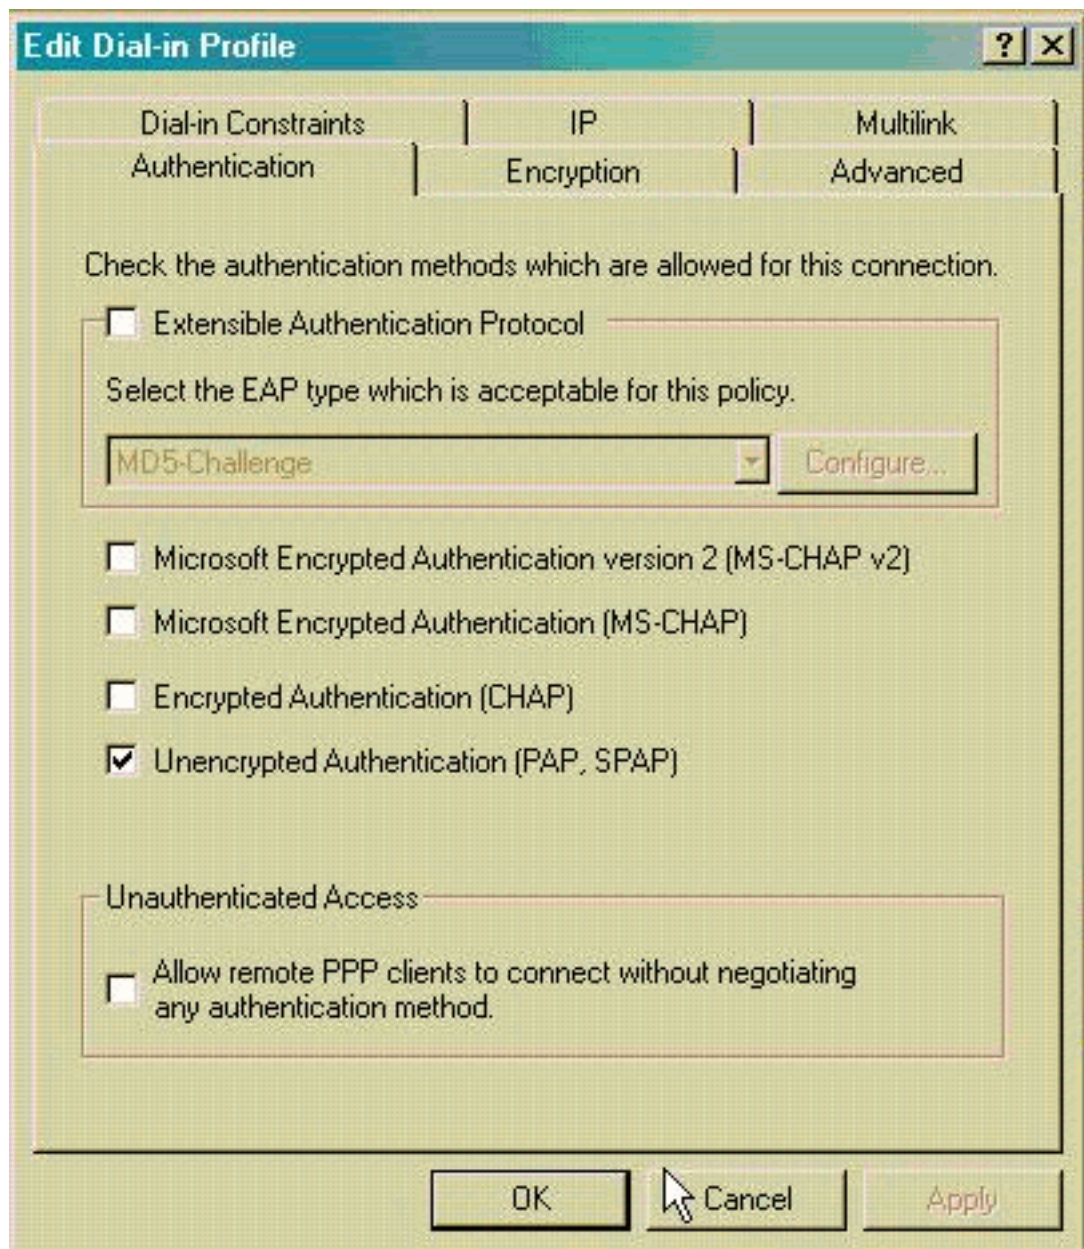 Edit Dial-in Profile
Dial-in Constraints
IP
Multilink
Authentication
Encryption
Advanced
Check the authentication methods which are allowed for this connection.
Extensible Authentication Protocol
Select the EAP type which is acceptable for this policy.
MD5-Challenge
Configure...
Microsoft Encrypted Authentication version 2 (MS-CHAP v2)
Microsoft Encrypted Authentication (MS-CHAP)
Encrypted Authentication (CHAP)
Unencrypted Authentication (PAP, SPAP)
Unauthenticated Access
Allow remote PPP clients to connect without negotiating
any authentication method.
OK
Cancel
Apply